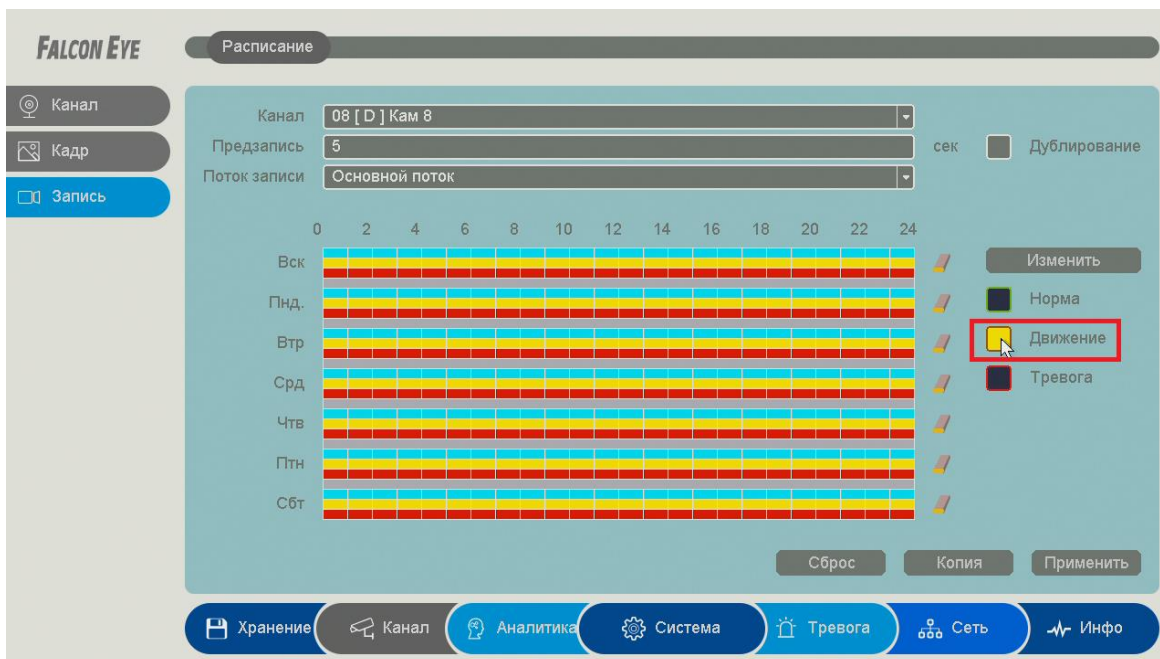 FALCON EYE
Расписание
Канал
Кадр
Запись
Канал 08 [ D ] Кам 8
Предзапись 5 сек Дублирование
Поток записи Основной поток
0 2 4 6 8 10 12 14 16 18 20 22 24
Вск Изменить
Пнд. Норма
Втр Движение
Срд Тревога
Чтв
Птн
Сбт
Сброс Копия Применить
Хранение Канал Аналитика Система Тревога Сеть Инфо